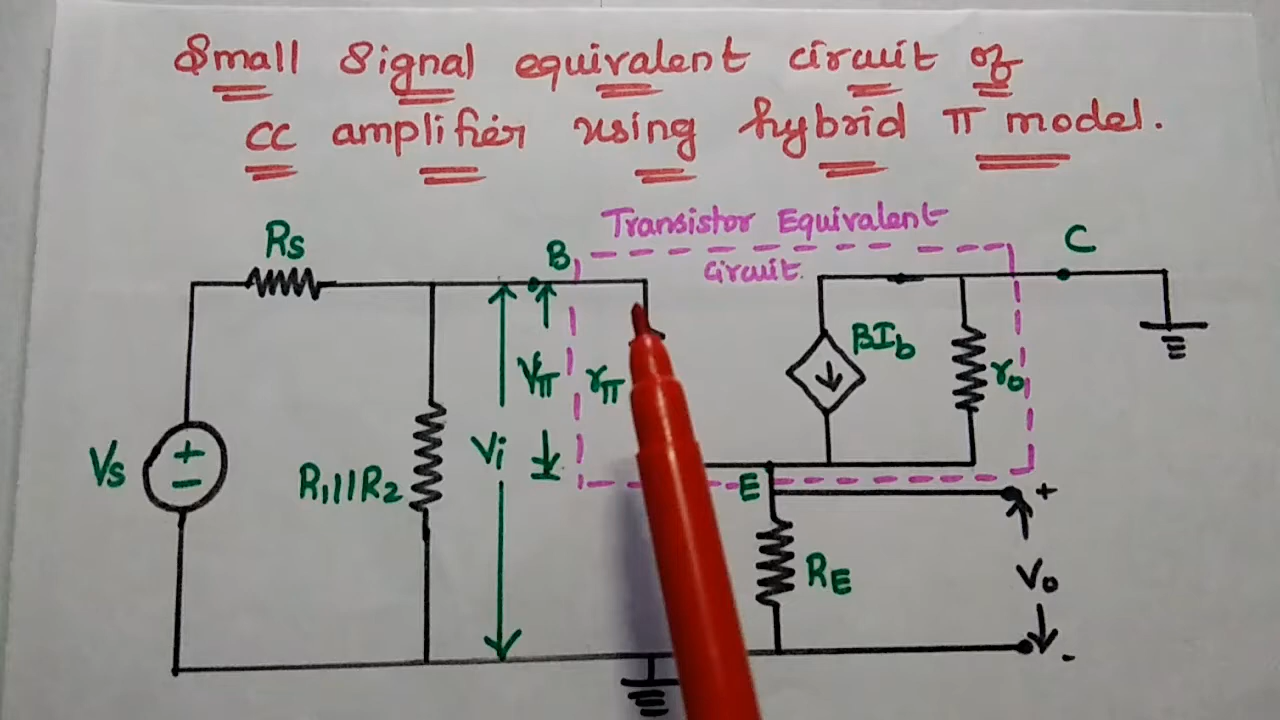 Small Signal equivalent circuit of
CC amplifier using hybrid π model.
Transistor Equivalent
Circuit.
Rs
B
C
Vπ
rπ
βIb
ro
Vs
+
−
R1||R2
Vi
E
+
RE
Vo
-